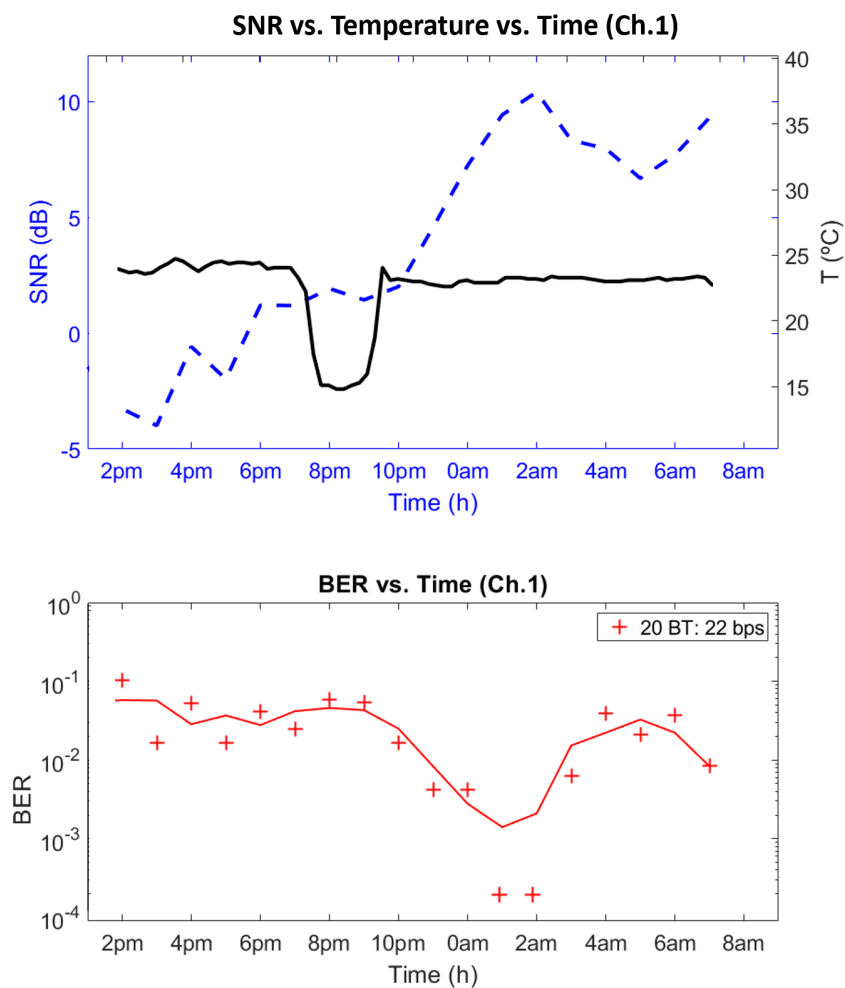 SNR vs. Temperature vs. Time (Ch.1)
40
10
35
30
5
25
0
20
15
-5
SNR (dB)
T (ºC)
2pm 4pm 6pm 8pm 10pm 0am 2am 4am 6am 8am
Time (h)
BER vs. Time (Ch.1)
10^0
20 BT: 22 bps
10^-1
10^-2
10^-3
10^-4
BER
2pm 4pm 6pm 8pm 10pm 0am 2am 4am 6am 8am
Time (h)